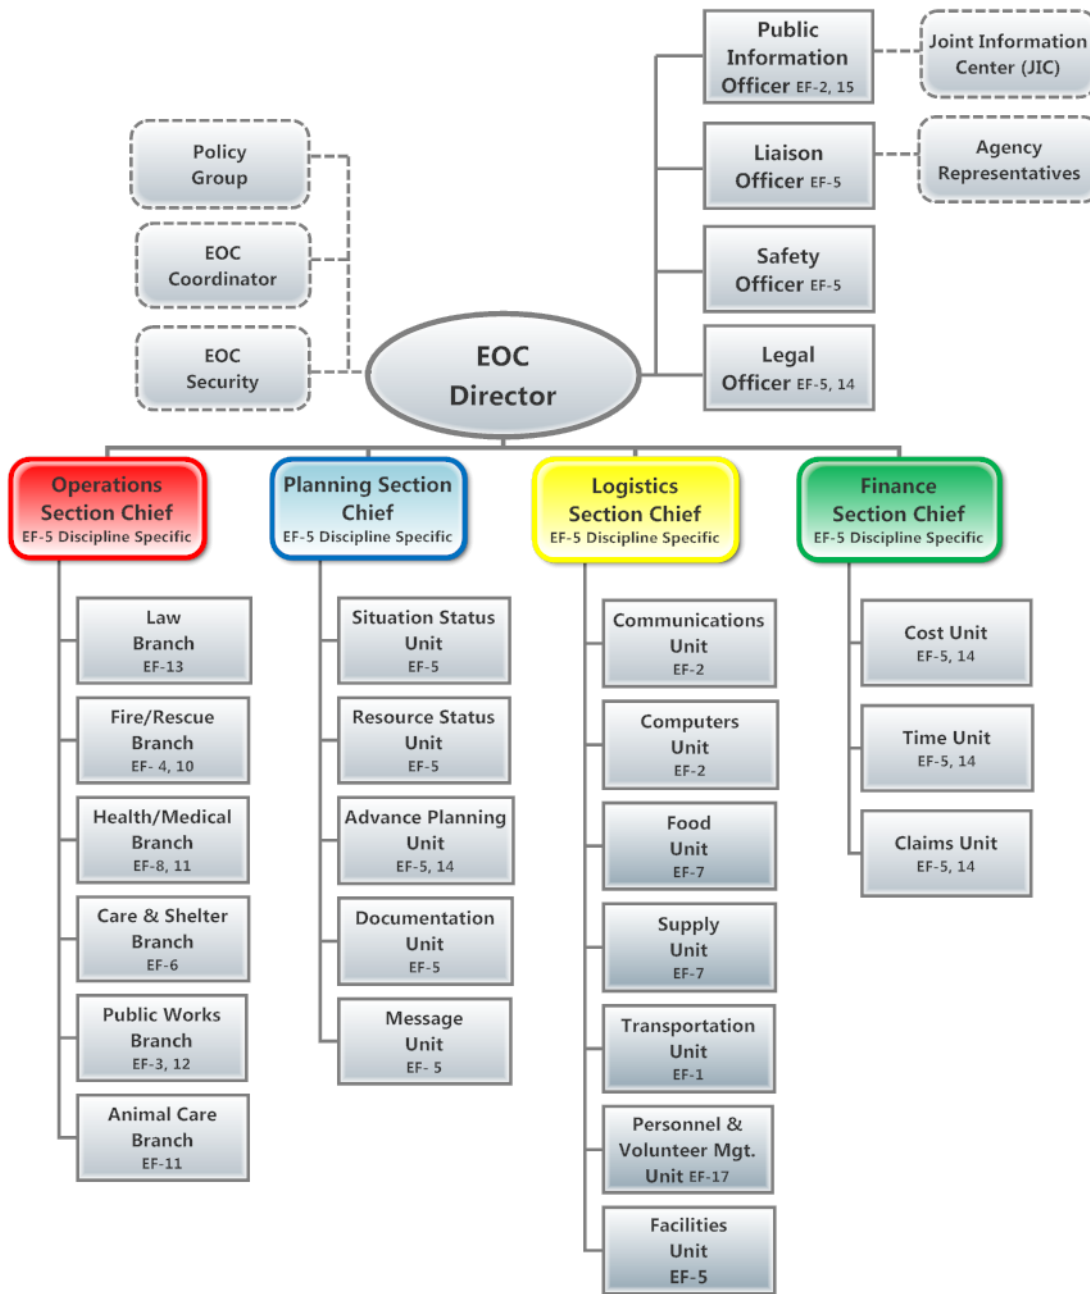 Public
Information
Officer EF-2, 15
Joint Information
Center (JIC)
Policy
Group
Liaison
Officer EF-5
Agency
Representatives
EOC
Coordinator
Safety
Officer EF-5
EOC
Security
EOC
Director
Legal
Officer EF-5, 14
Operations
Section Chief
EF-5 Discipline Specific
Planning Section
Chief
EF-5 Discipline Specific
Logistics
Section Chief
EF-5 Discipline Specific
Finance
Section Chief
EF-5 Discipline Specific
Law
Branch
EF-13
Fire/Rescue
Branch
EF- 4, 10
Health/Medical
Branch
EF-8, 11
Care & Shelter
Branch
EF-6
Public Works
Branch
EF-3, 12
Animal Care
Branch
EF-11
Situation Status
Unit
EF-5
Resource Status
Unit
EF-5
Advance Planning
Unit
EF-5, 14
Documentation
Unit
EF-5
Message
Unit
EF- 5
Communications
Unit
EF-2
Computers
Unit
EF-2
Food
Unit
EF-7
Supply
Unit
EF-7
Transportation
Unit
EF-1
Personnel &
Volunteer Mgt.
Unit EF-17
Facilities
Unit
EF-5
Cost Unit
EF-5, 14
Time Unit
EF-5, 14
Claims Unit
EF-5, 14